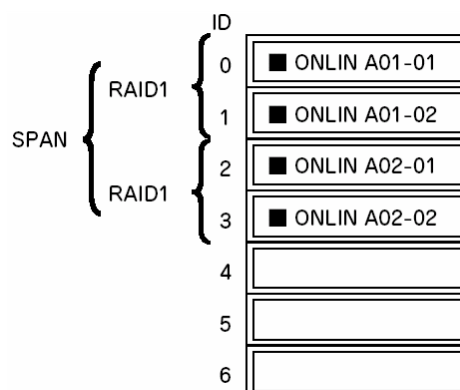 ID
0 ■ ONLIN A01-01
RAID1
1 ■ ONLIN A01-02
SPAN
2 ■ ONLIN A02-01
RAID1
3 ■ ONLIN A02-02
4
5
6